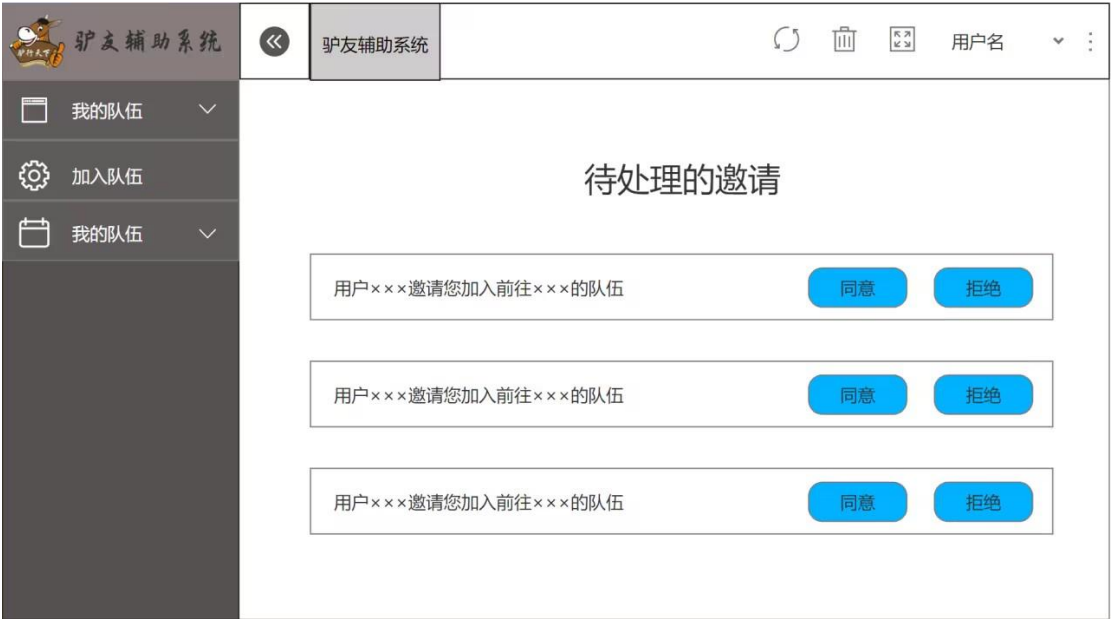 驴行天下
驴友辅助系统
驴友辅助系统
用户名
我的队伍
加入队伍
我的队伍
待处理的邀请
用户×××邀请您加入前往×××的队伍 同意 拒绝
用户×××邀请您加入前往×××的队伍 同意 拒绝
用户×××邀请您加入前往×××的队伍 同意 拒绝